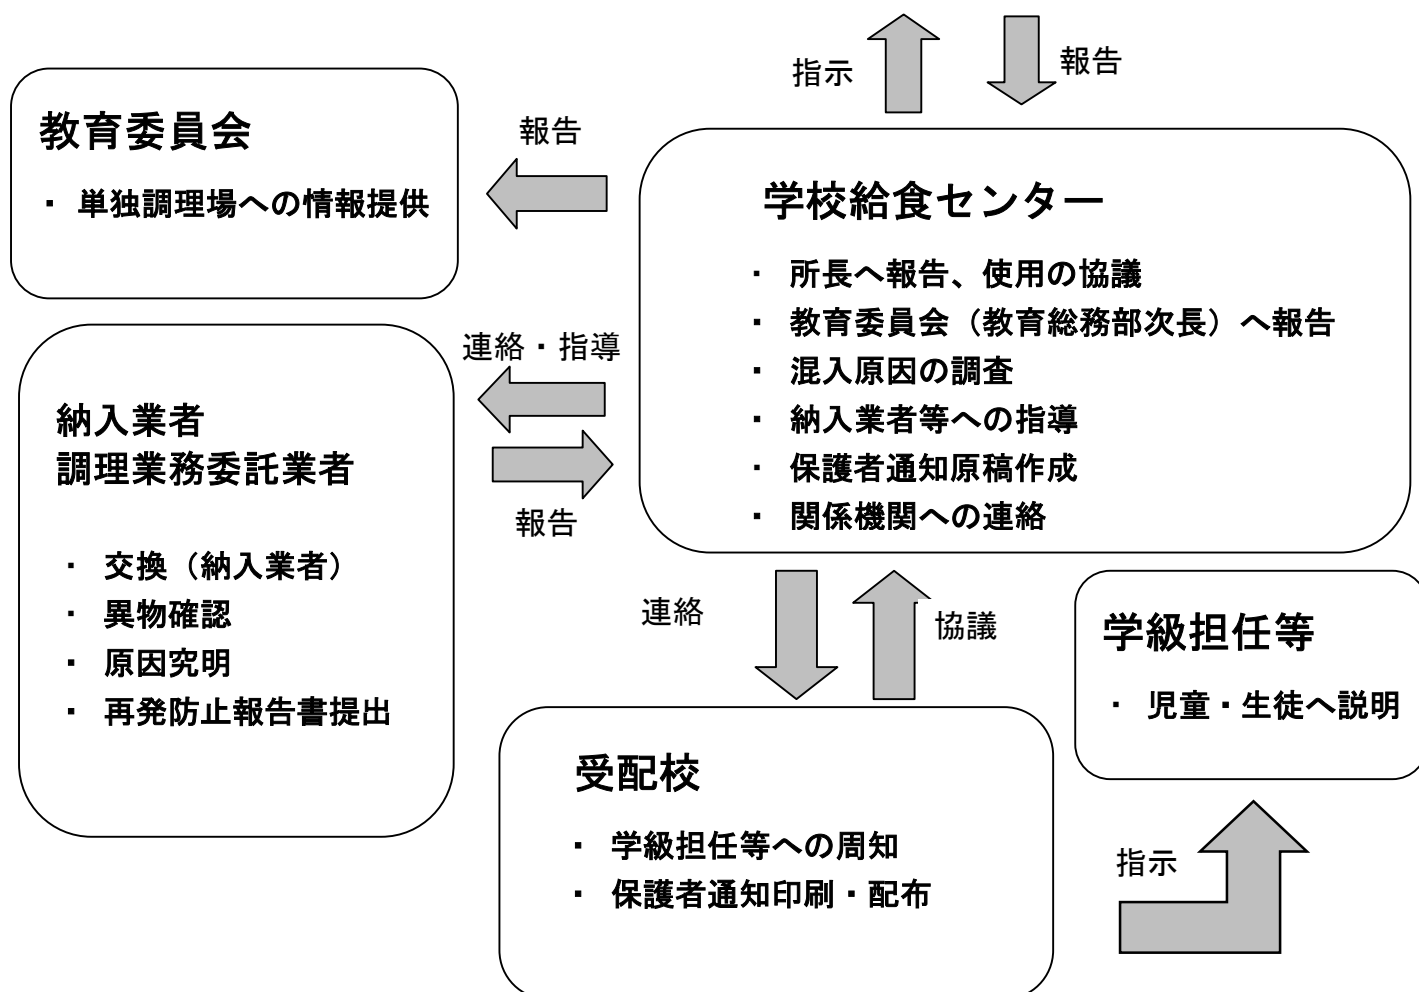 指示
報告
教育委員会
・ 単独調理場への情報提供
報告
学校給食センター
・ 所長へ報告、使用の協議
・ 教育委員会（教育総務部次長）へ報告
・ 混入原因の調査
・ 納入業者等への指導
・ 保護者通知原稿作成
・ 関係機関への連絡
連絡・指導
報告
納入業者
調理業務委託業者
・ 交換（納入業者）
・ 異物確認
・ 原因究明
・ 再発防止報告書提出
連絡
協議
学級担任等
・ 児童・生徒へ説明
受配校
・ 学級担任等への周知
・ 保護者通知印刷・配布
指示